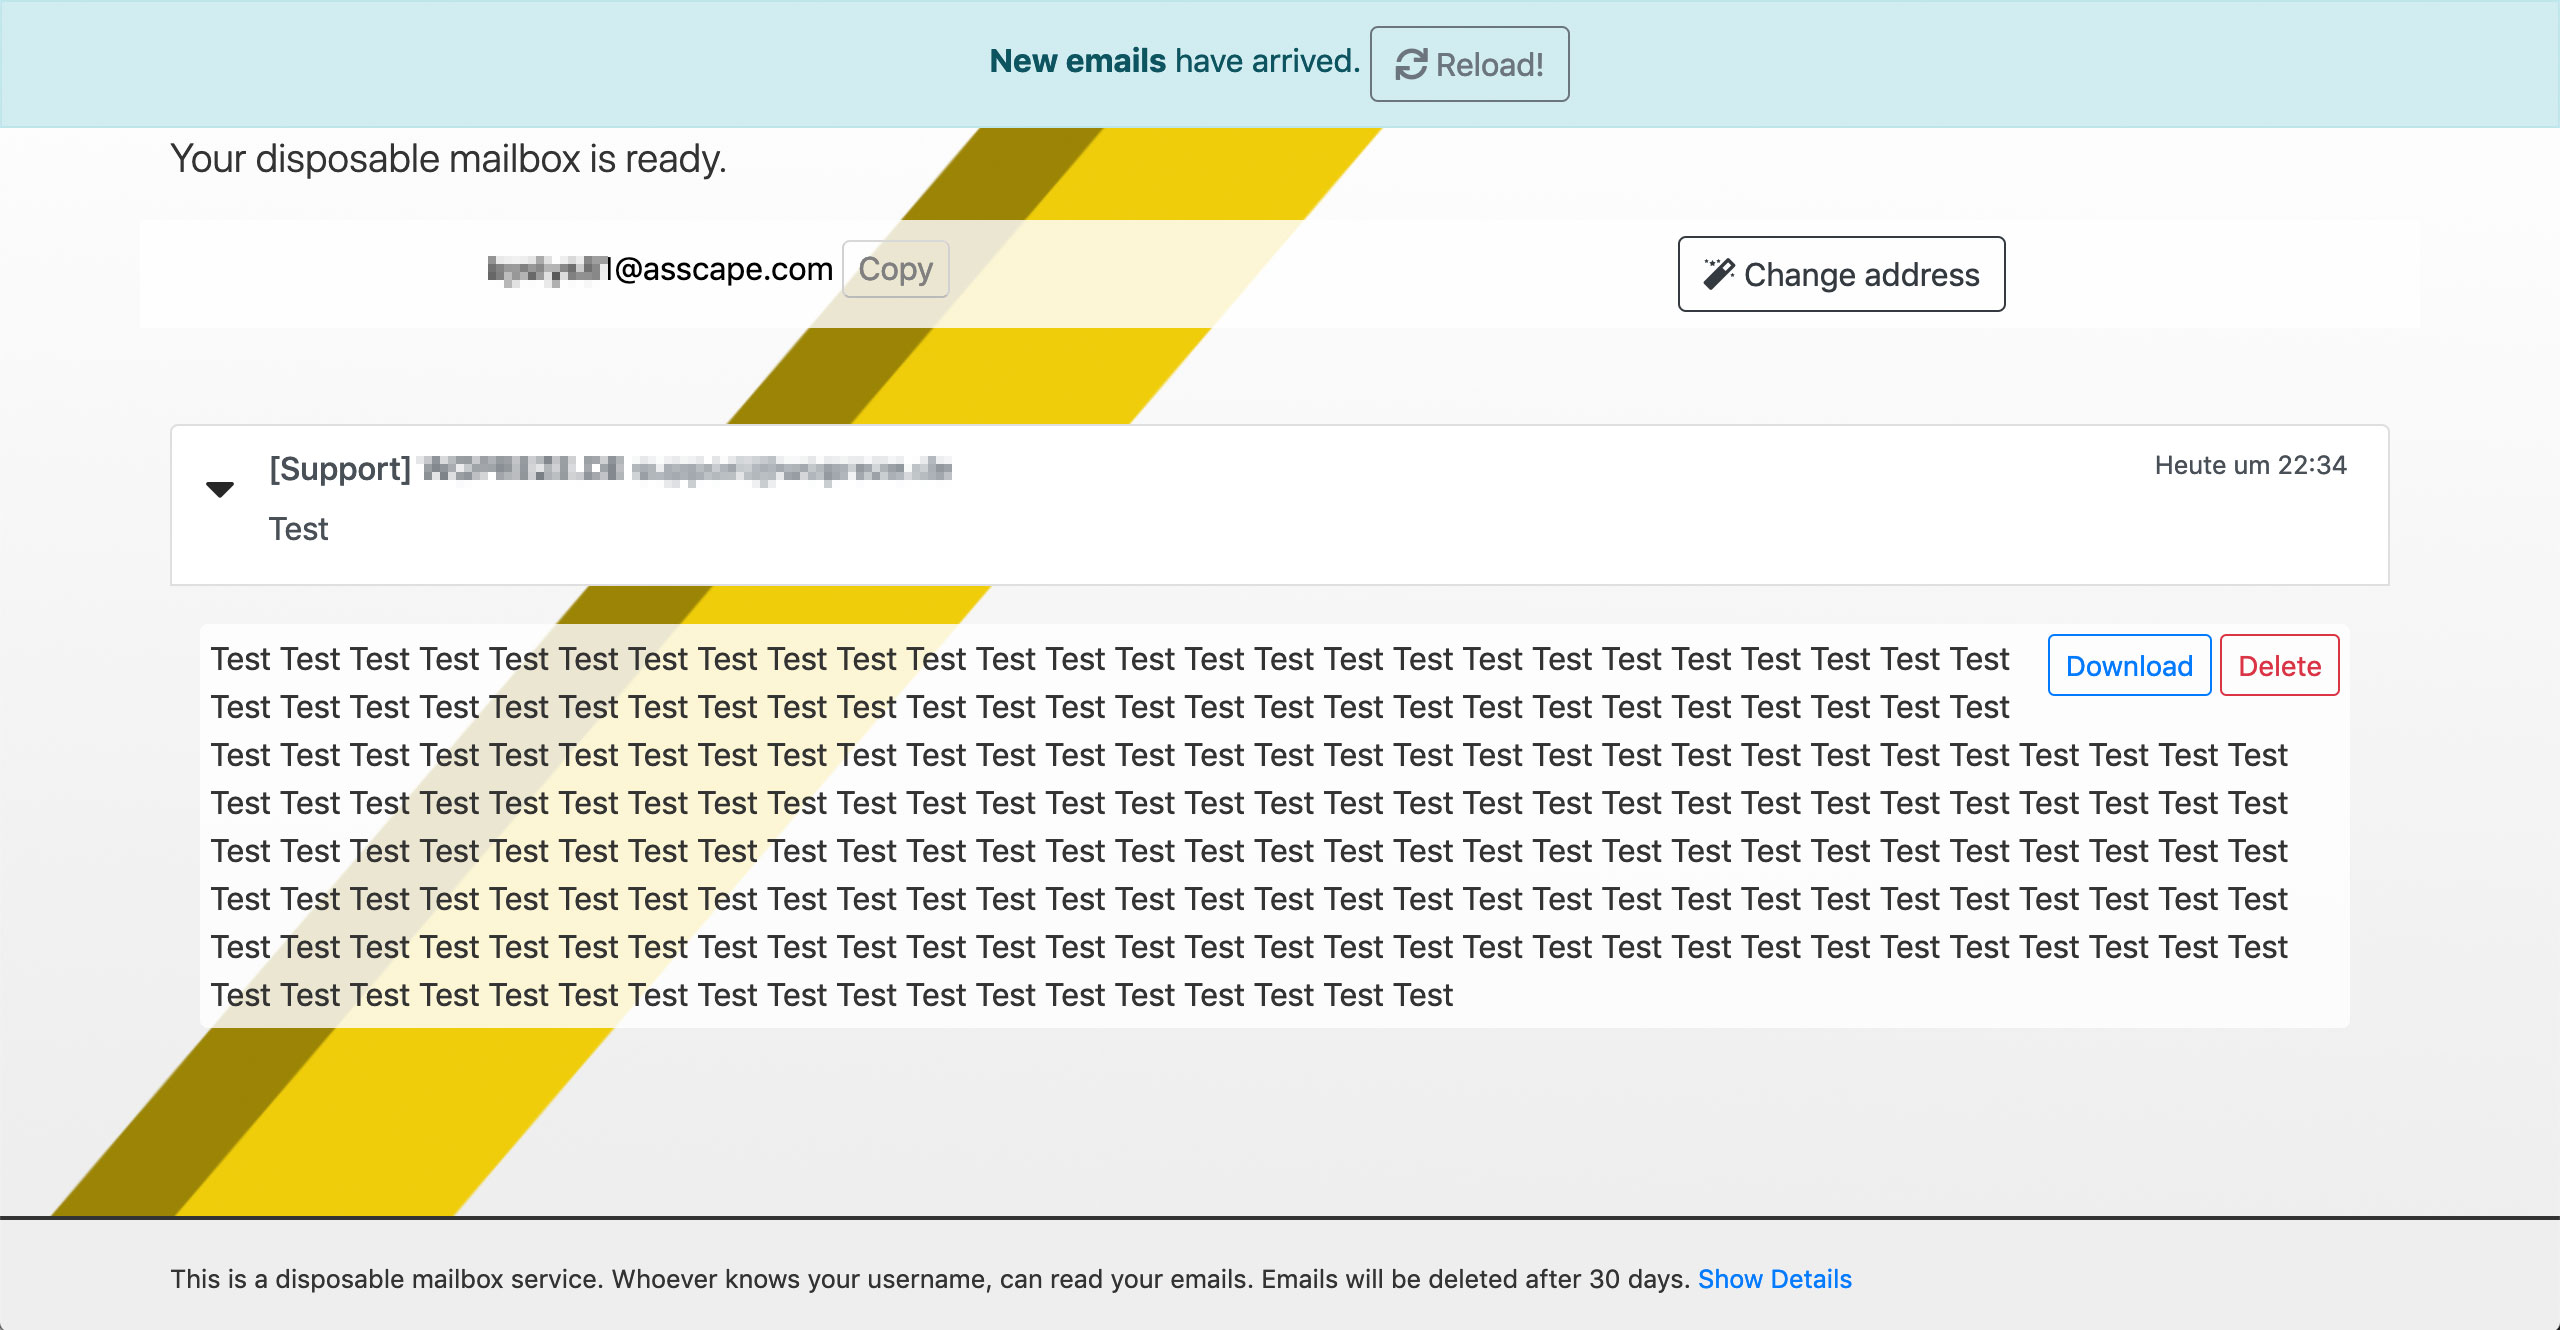 New emails have arrived. Reload!
Your disposable mailbox is ready.
@asscape.com Copy Change address
[Support] Heute um 22:34
Test
Test Test Test Test Test Test Test Test Test Test Test Test Test Test Test Test Test Test Test Test Test Test Test Test Test Test Download Delete
Test Test Test Test Test Test Test Test Test Test Test Test Test Test Test Test Test Test Test Test Test Test Test Test Test Test
Test Test Test Test Test Test Test Test Test Test Test Test Test Test Test Test Test Test Test Test Test Test Test Test Test Test Test Test Test Test
Test Test Test Test Test Test Test Test Test Test Test Test Test Test Test Test Test Test Test Test Test Test Test Test Test Test Test Test Test Test
Test Test Test Test Test Test Test Test Test Test Test Test Test Test Test Test Test Test Test Test Test Test Test Test Test Test Test Test Test Test
Test Test Test Test Test Test Test Test Test Test Test Test Test Test Test Test Test Test Test Test Test Test Test Test Test Test Test Test Test Test
Test Test Test Test Test Test Test Test Test Test Test Test Test Test Test Test Test Test Test Test Test Test Test Test Test Test Test Test Test Test
Test Test Test Test Test Test Test Test Test Test Test Test Test Test Test Test Test Test
This is a disposable mailbox service. Whoever knows your username, can read your emails. Emails will be deleted after 30 days. Show Details